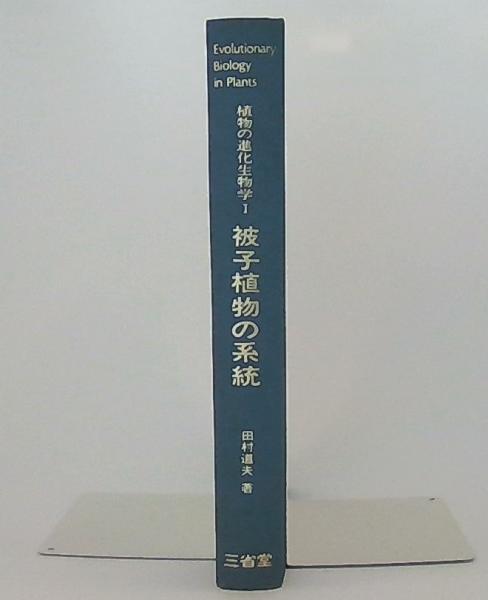 Evolutionary
Biology
in Plants
植物の進化生物学I
被子植物の系統
田村道夫 著
三省堂